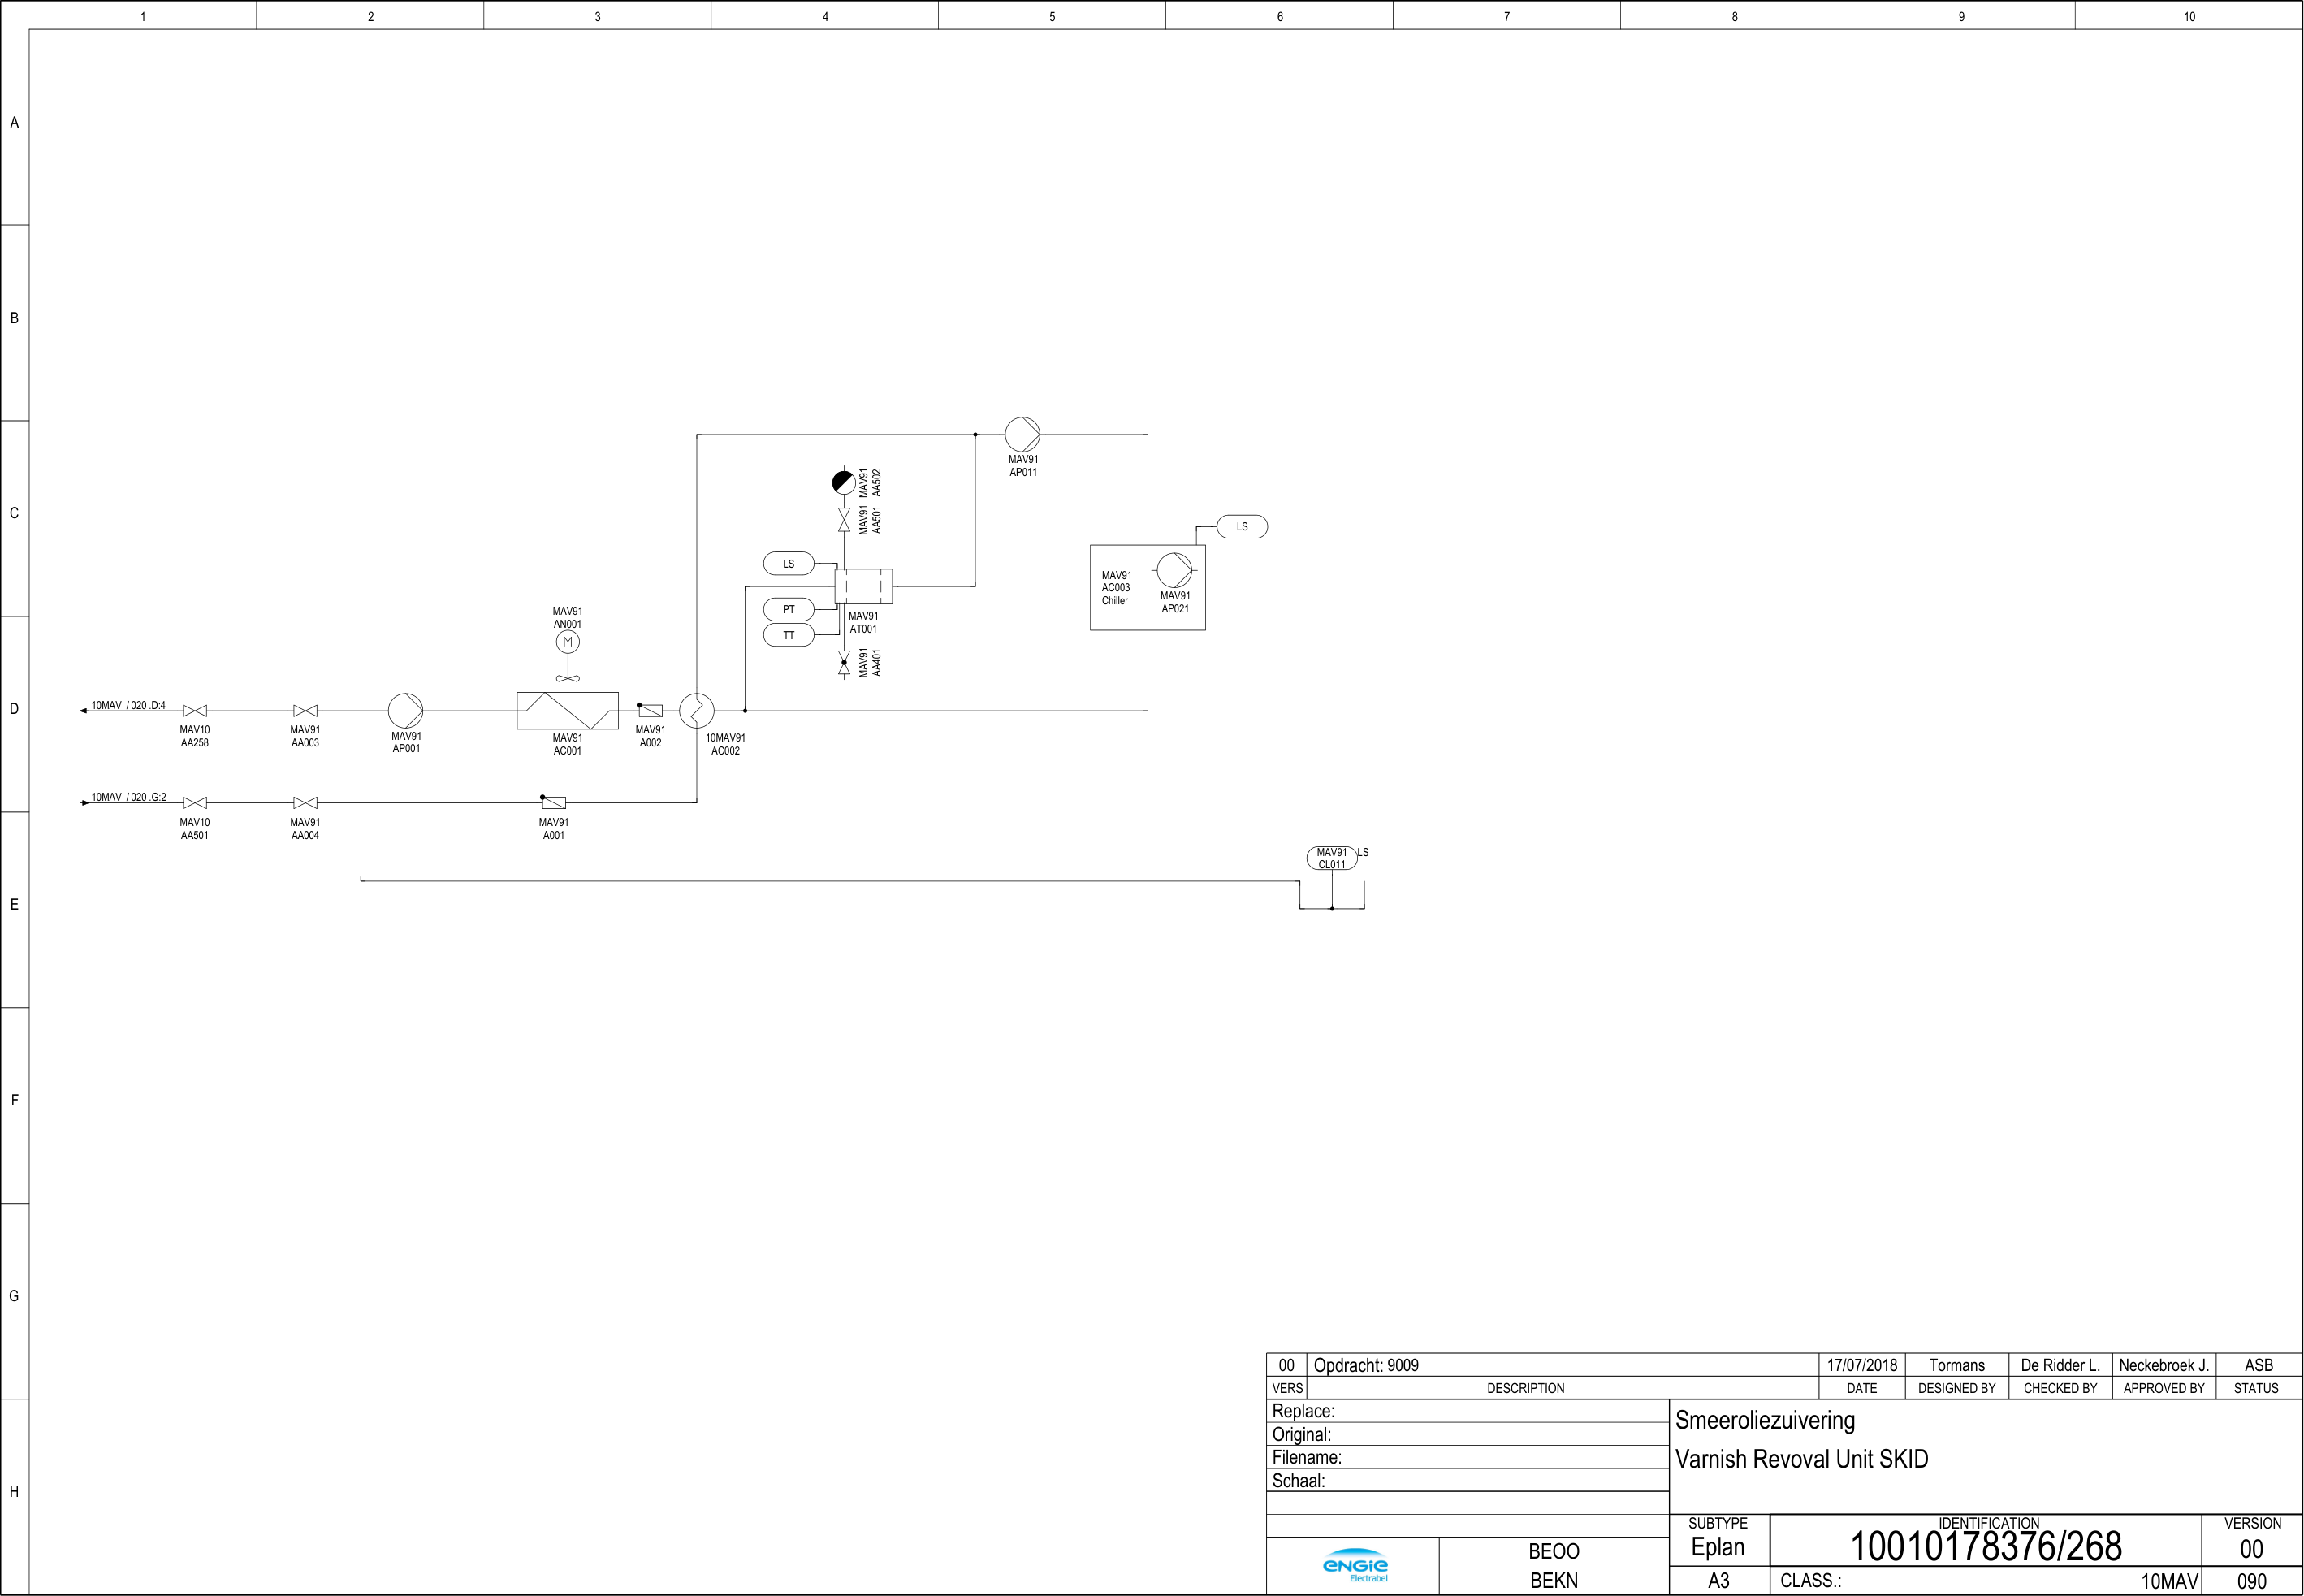 1 2 3 4 5 6 7 8 9 10
A
B
C
D
E
F
G
H
MAV91
AP011
MAV91
AA502
MAV91
AA501
LS
LS
PT
TT
MAV91
AT001
MAV91
AA401
MAV91
AC003
Chiller
MAV91
AP021
MAV91
AN001
M
10MAV / 020 .D:4
MAV10
AA258
MAV91
AA003
MAV91
AP001
MAV91
AC001
MAV91
A002
10MAV91
AC002
10MAV / 020 .G:2
MAV10
AA501
MAV91
AA004
MAV91
A001
MAV91 LS
CL011
00 Opdracht: 9009 17/07/2018 Tormans De Ridder L. Neckebroek J. ASB
VERS DESCRIPTION DATE DESIGNED BY CHECKED BY APPROVED BY STATUS
Replace:
Original:
Filename:
Schaal:
Smeeroliezuivering
Varnish Revoval Unit SKID
SUBTYPE IDENTIFICATION VERSION
Eplan 10010178376/268 00
A3 CLASS.: 10MAV 090
ENGIE
Electrabel
BEOO
BEKN